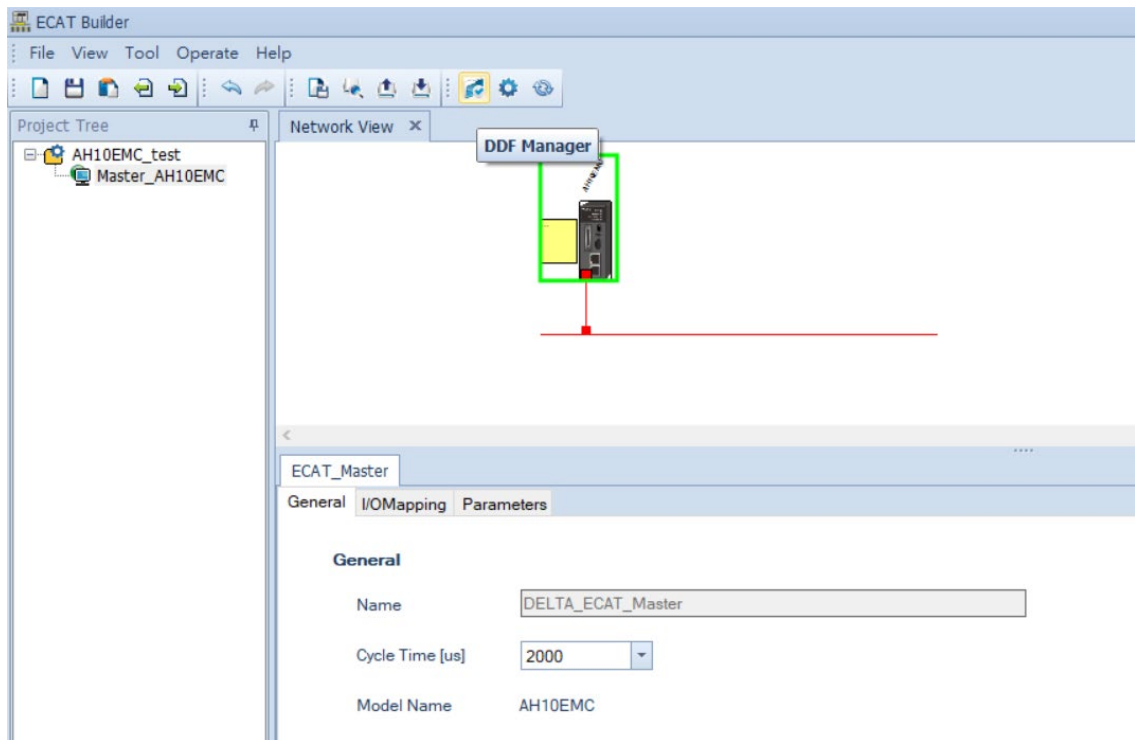 ECAT Builder
File View Tool Operate Help
Project Tree
Network View
DDF Manager
AH10EMC_test
Master_AH10EMC
AH10EMC
ECAT_Master
General I/OMapping Parameters
General
Name DELTA_ECAT_Master
Cycle Time [us] 2000
Model Name AH10EMC